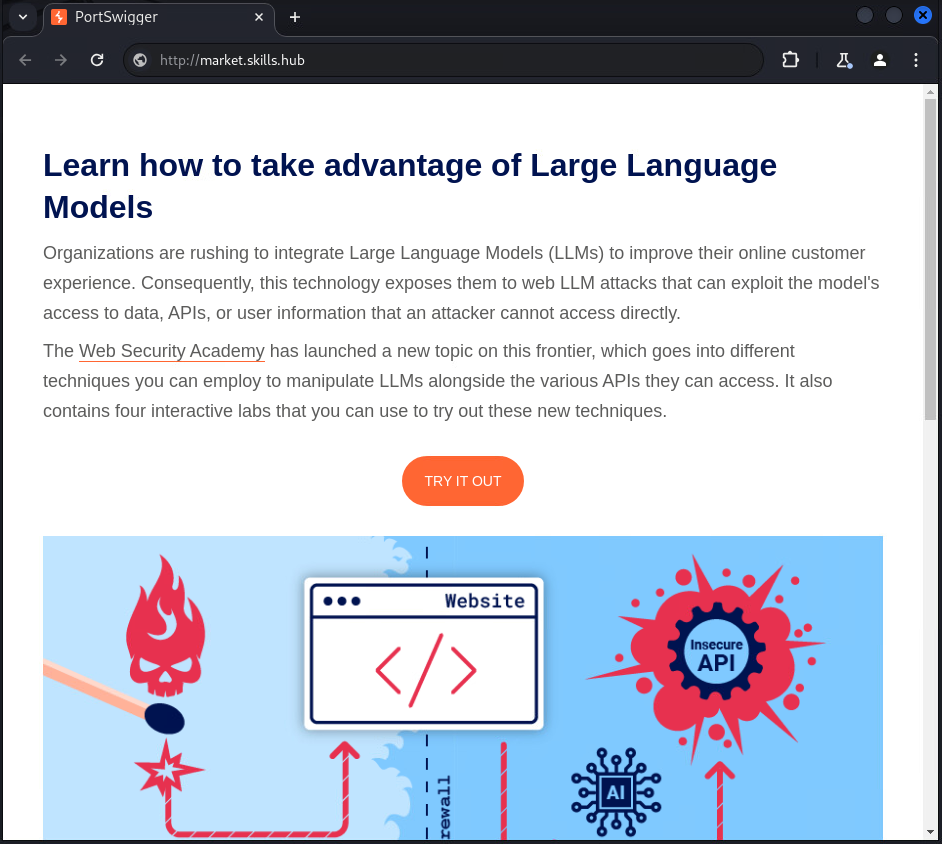 PortSwigger
http://market.skills.hub
Learn how to take advantage of Large Language
Models
Organizations are rushing to integrate Large Language Models (LLMs) to improve their online customer
experience. Consequently, this technology exposes them to web LLM attacks that can exploit the model's
access to data, APIs, or user information that an attacker cannot access directly.
The Web Security Academy has launched a new topic on this frontier, which goes into different
techniques you can employ to manipulate LLMs alongside the various APIs they can access. It also
contains four interactive labs that you can use to try out these new techniques.
TRY IT OUT
Website
Insecure
API
AI
rewall